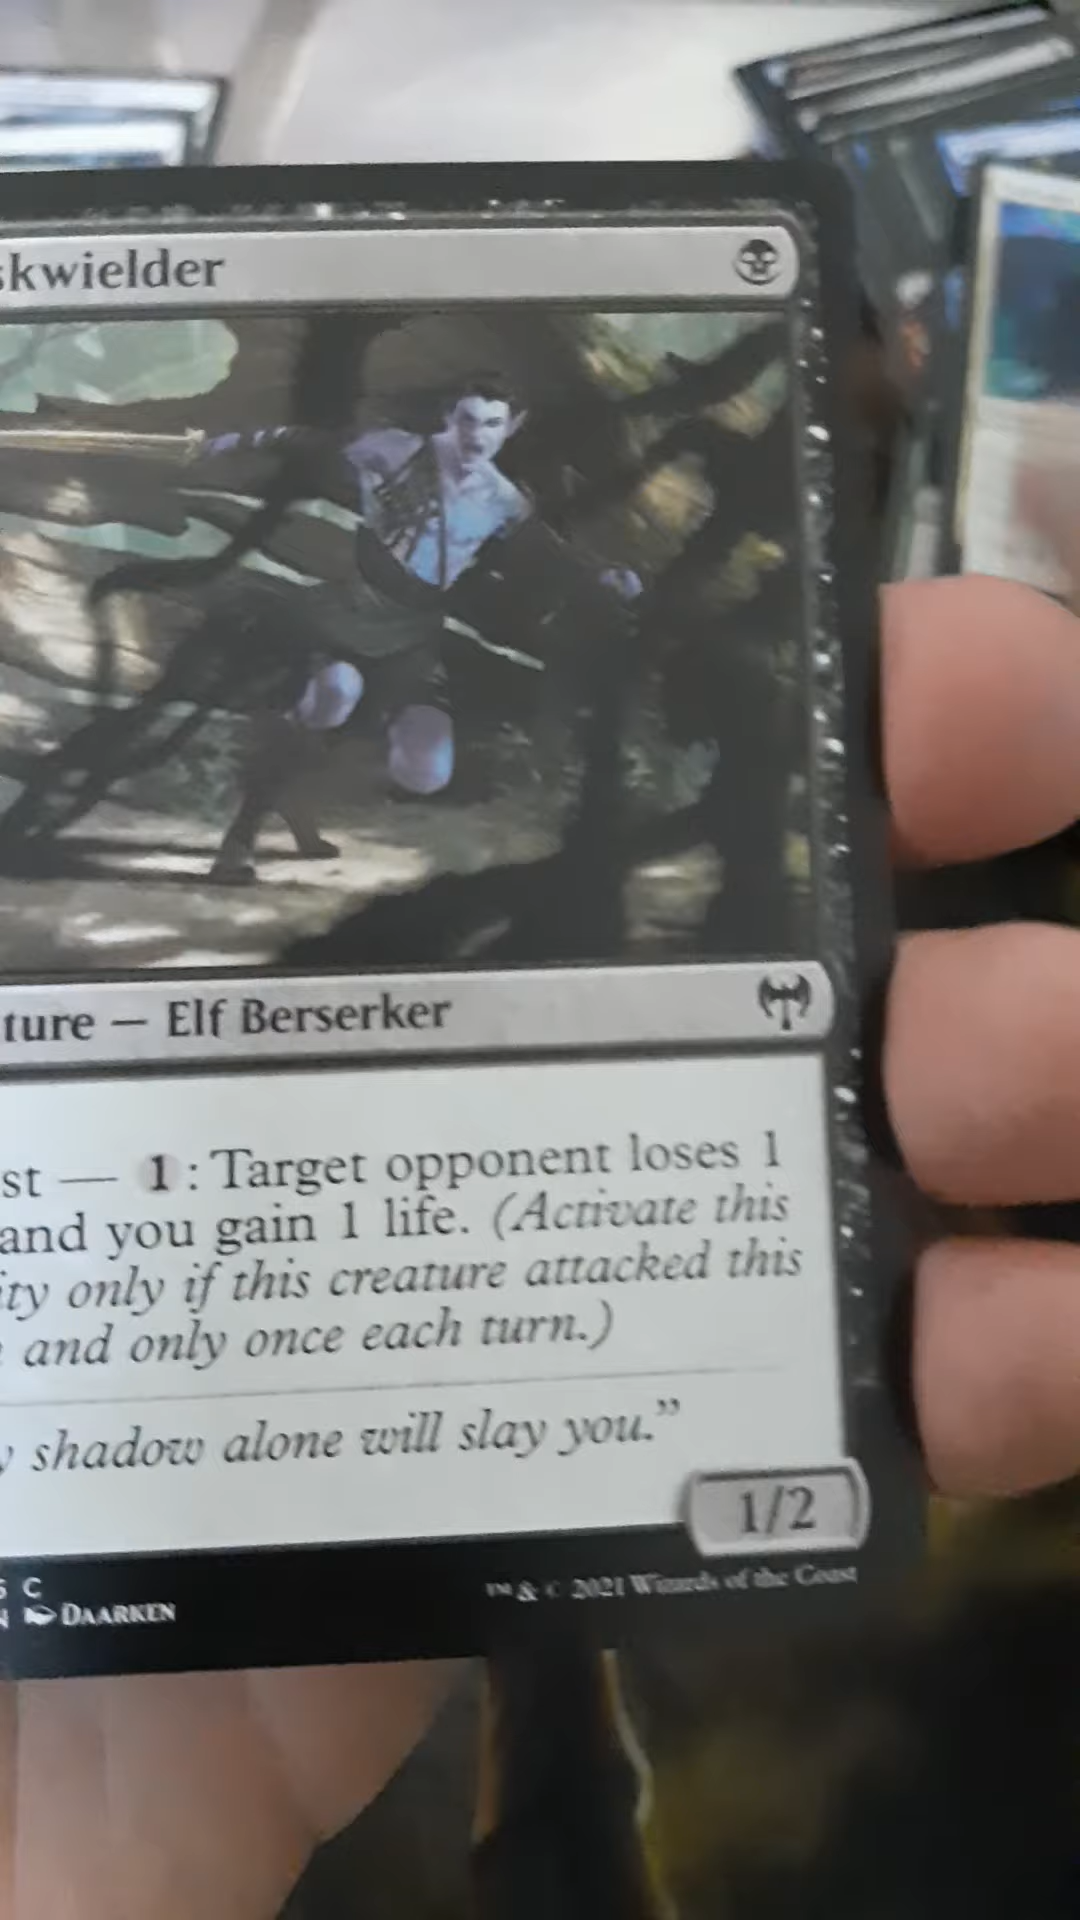 skwielder
ture — Elf Berserker
st — 1: Target opponent loses 1
and you gain 1 life. (Activate this
ity only if this creature attacked this
and only once each turn.)
y shadow alone will slay you.”
1/2
C
N DAARKEN
™ & © 2021 Wizards of the Coast